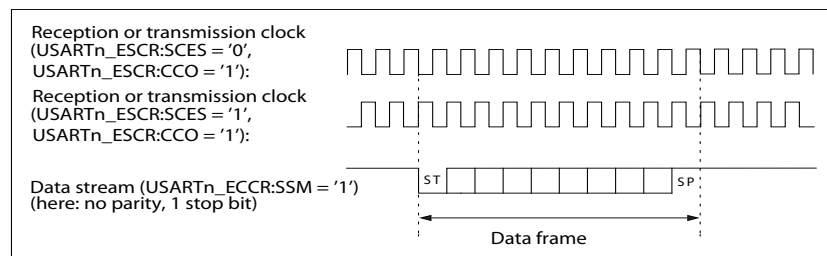 Reception or transmission clock
(USARTn_ESCR:SCES = '0',
USARTn_ESCR:CCO = '1'):
Reception or transmission clock
(USARTn_ESCR:SCES = '1',
USARTn_ESCR:CCO = '1'):
Data stream (USARTn_ECCR:SSM = '1')
(here: no parity, 1 stop bit)
ST
SP
Data frame